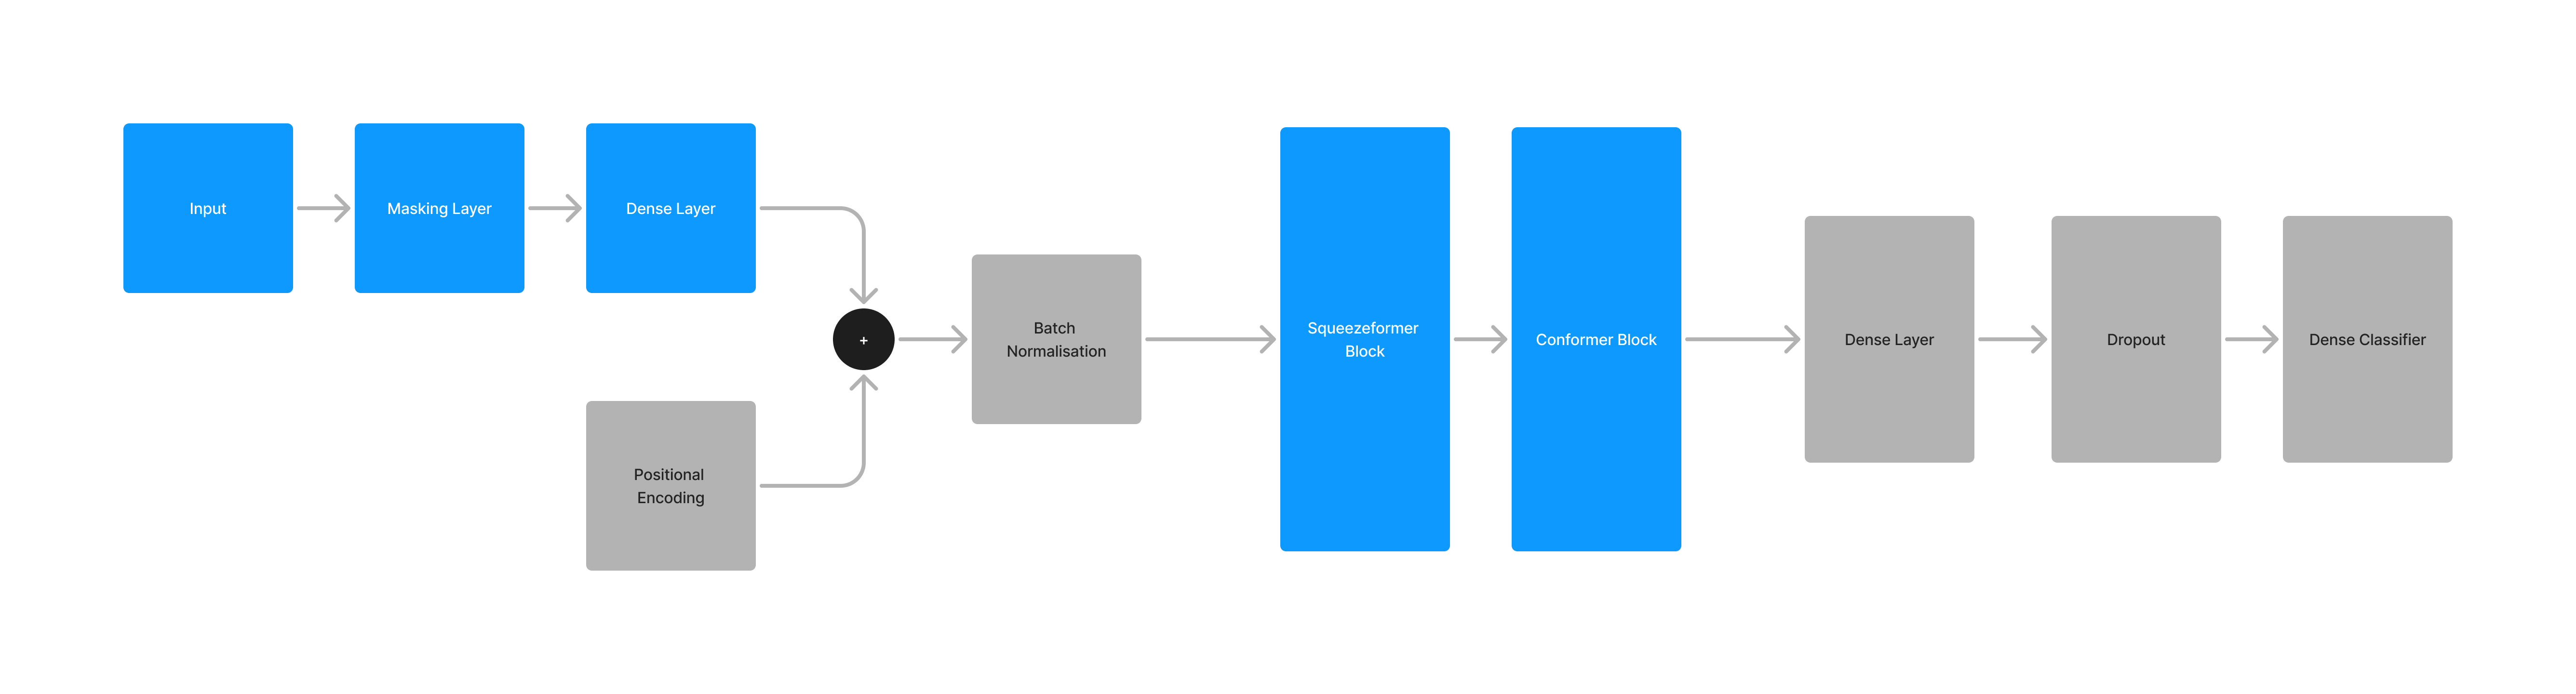 Input
Masking Layer
Dense Layer
Positional
Encoding
+
Batch
Normalisation
Squeezeformer
Block
Conformer Block
Dense Layer
Dropout
Dense Classifier